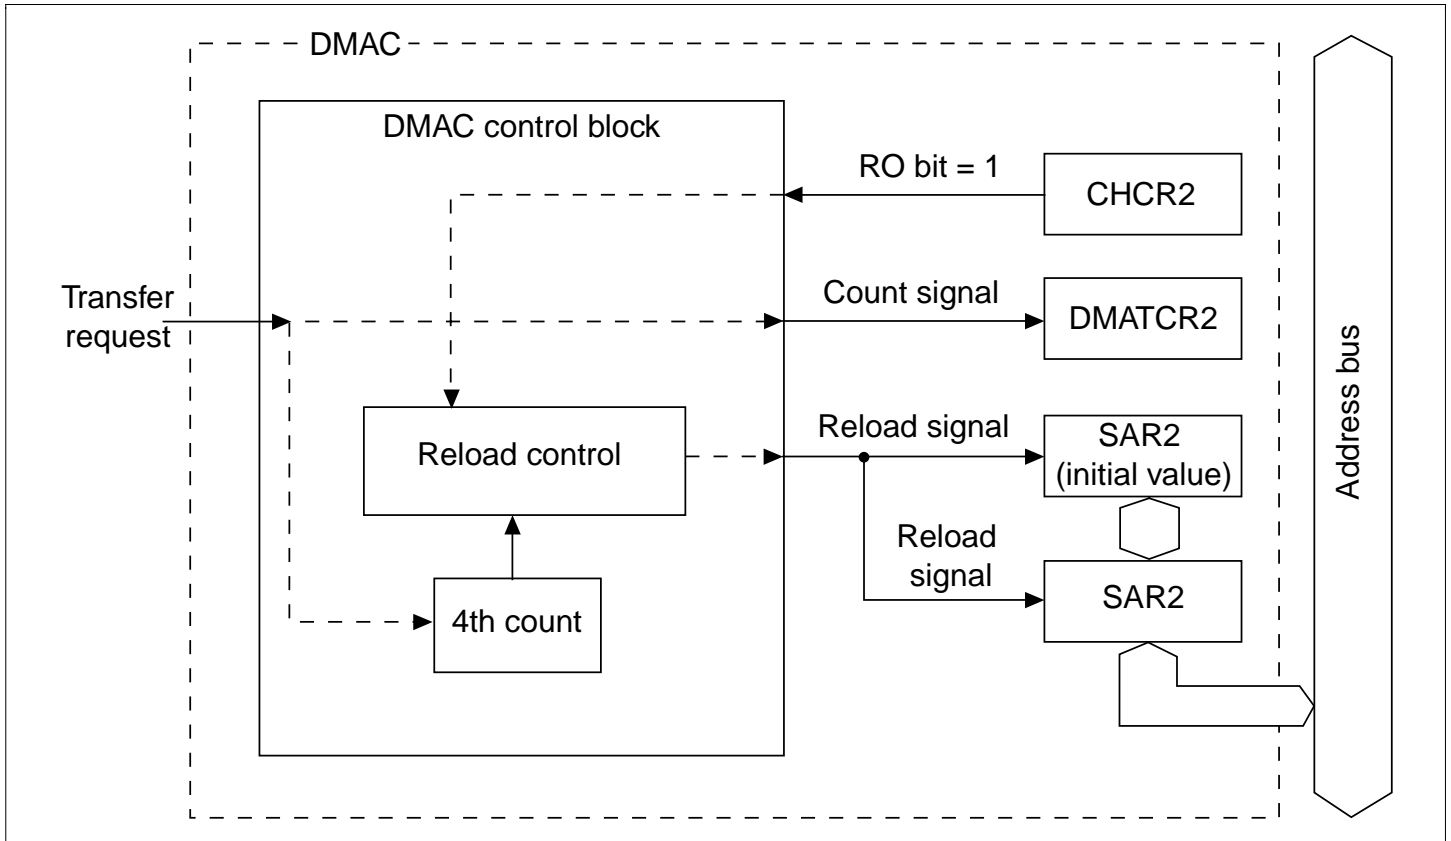 DMAC
DMAC control block
RO bit = 1
CHCR2
Transfer
request
Count signal
DMATCR2
Reload control
Reload signal
SAR2
(initial value)
Reload
signal
SAR2
4th count
Address bus